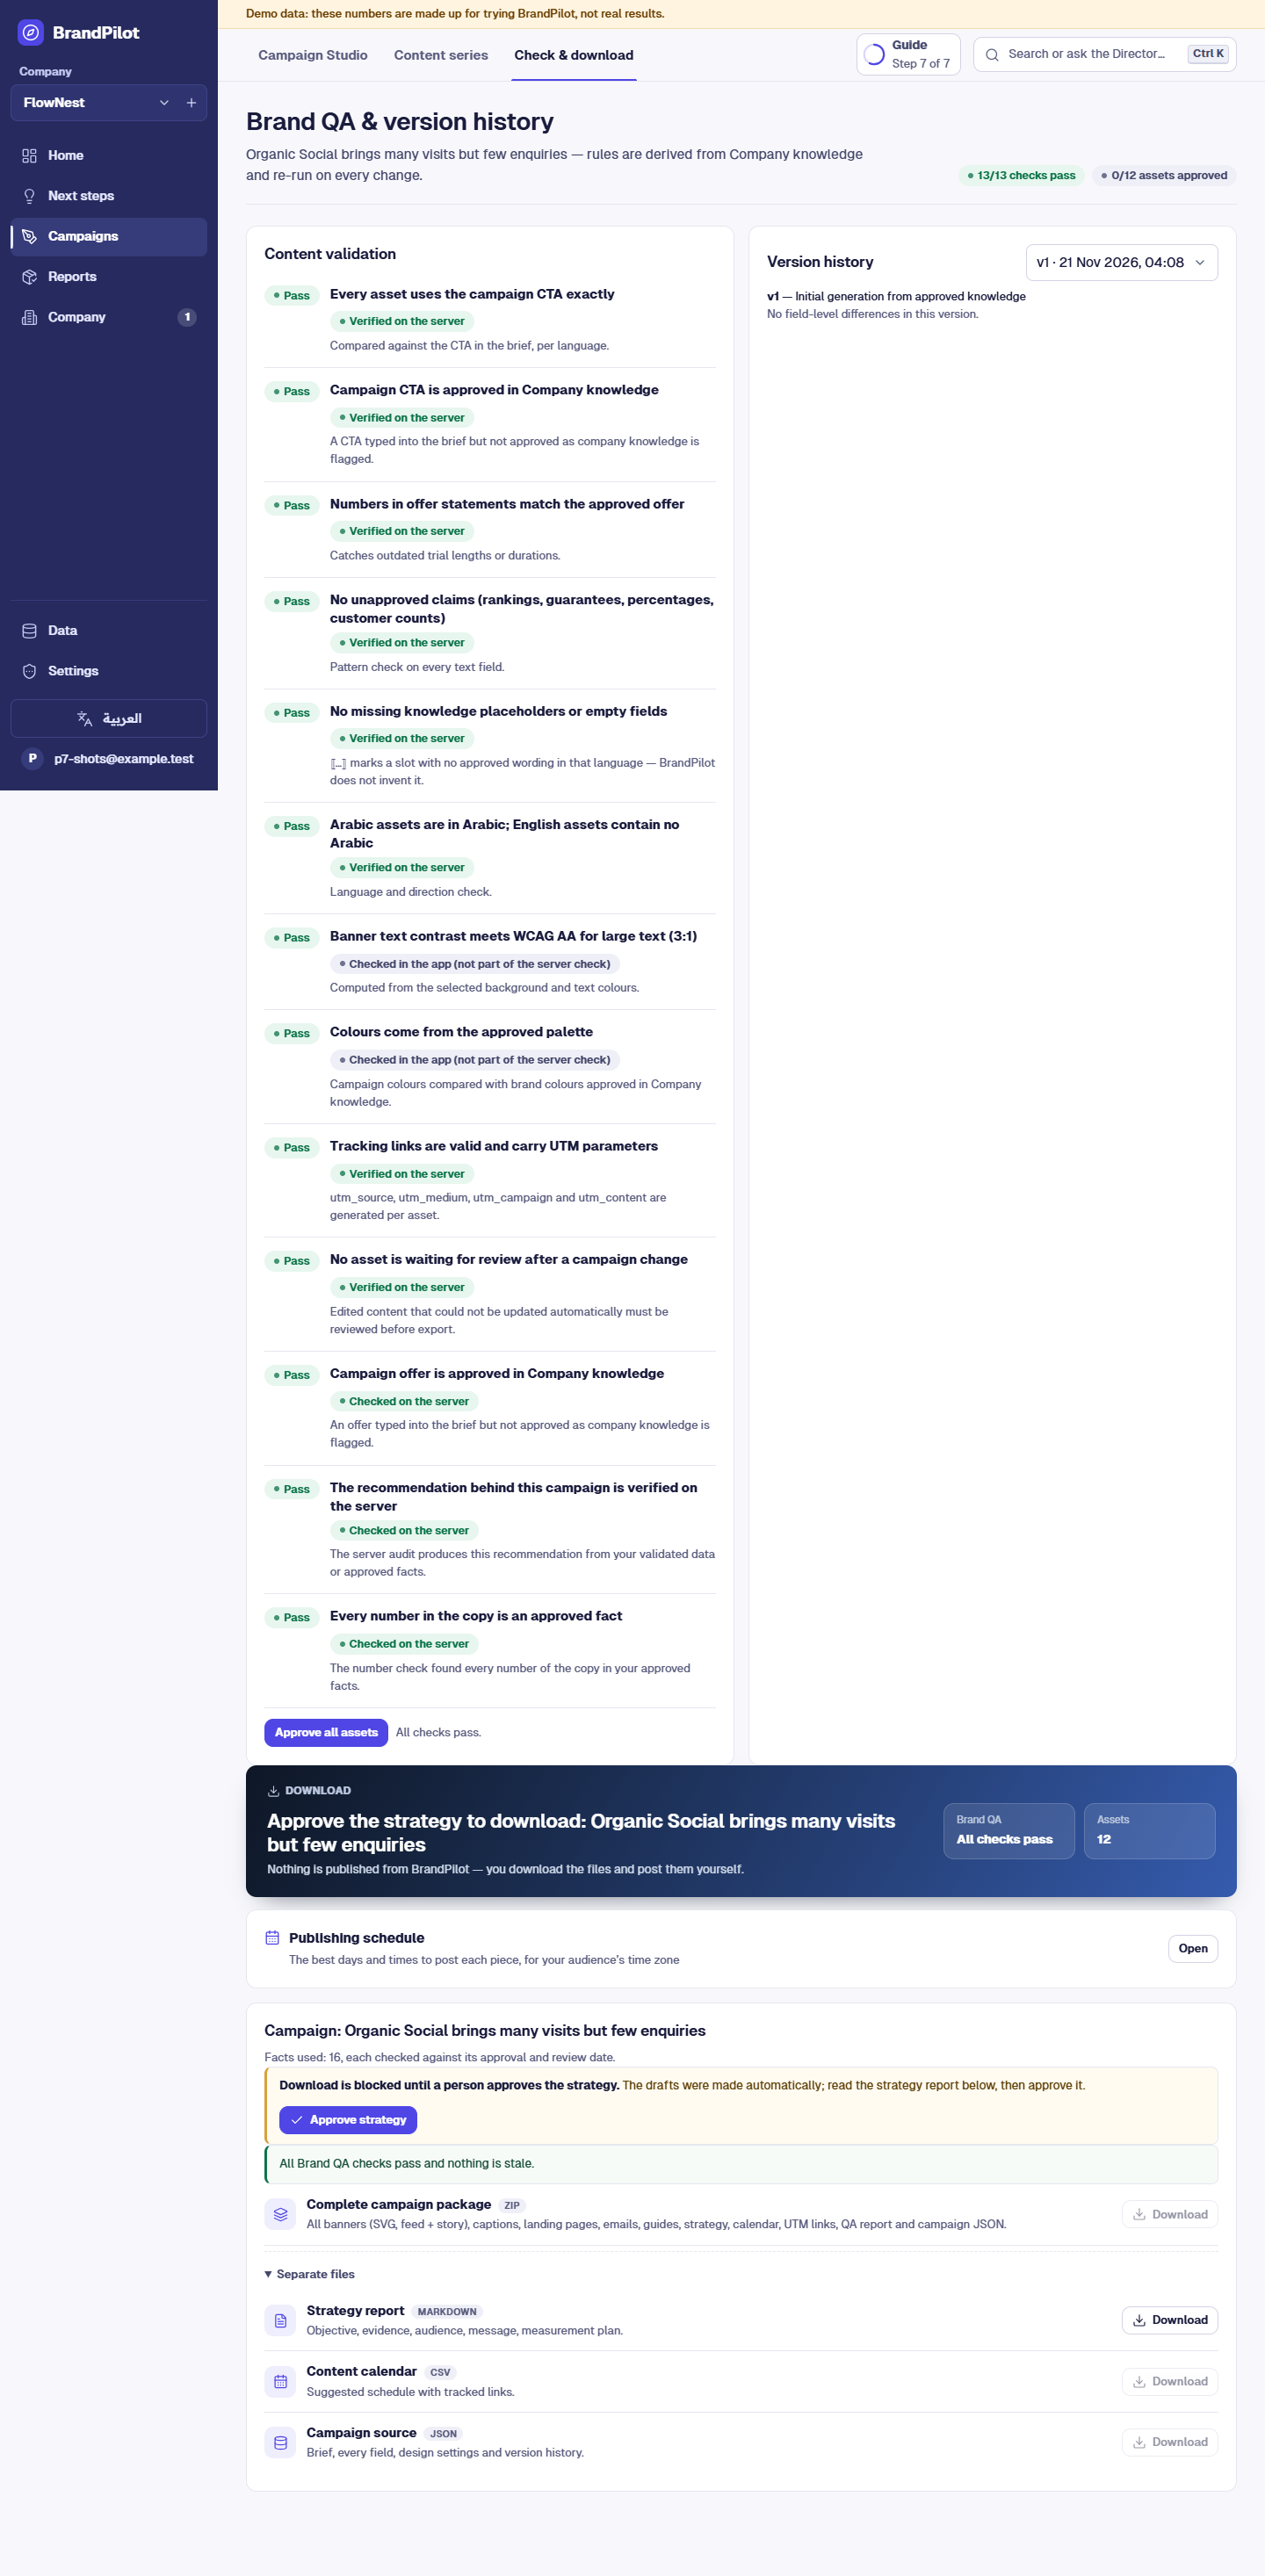 Demo data: these numbers are made up for trying BrandPilot, not real results.
BrandPilot
Company
FlowNest
Home
Next steps
Campaigns
Reports
Company
1
Data
Settings
العربية
P
p7-shots@example.test
Campaign Studio
Content series
Check & download
Guide
Step 7 of 7
Search or ask the Director...
Ctrl K
Brand QA & version history
Organic Social brings many visits but few enquiries — rules are derived from Company knowledge
and re-run on every change.
13/13 checks pass
0/12 assets approved
Content validation
Pass
Every asset uses the campaign CTA exactly
Verified on the server
Compared against the CTA in the brief, per language.
Pass
Campaign CTA is approved in Company knowledge
Verified on the server
A CTA typed into the brief but not approved as company knowledge is
flagged.
Pass
Numbers in offer statements match the approved offer
Verified on the server
Catches outdated trial lengths or durations.
Pass
No unapproved claims (rankings, guarantees, percentages,
customer counts)
Verified on the server
Pattern check on every text field.
Pass
No missing knowledge placeholders or empty fields
Verified on the server
⟦…⟧ marks a slot with no approved wording in that language — BrandPilot
does not invent it.
Pass
Arabic assets are in Arabic; English assets contain no
Arabic
Verified on the server
Language and direction check.
Pass
Banner text contrast meets WCAG AA for large text (3:1)
Checked in the app (not part of the server check)
Computed from the selected background and text colours.
Pass
Colours come from the approved palette
Checked in the app (not part of the server check)
Campaign colours compared with brand colours approved in Company
knowledge.
Pass
Tracking links are valid and carry UTM parameters
Verified on the server
utm_source, utm_medium, utm_campaign and utm_content are
generated per asset.
Pass
No asset is waiting for review after a campaign change
Verified on the server
Edited content that could not be updated automatically must be
reviewed before export.
Pass
Campaign offer is approved in Company knowledge
Checked on the server
An offer typed into the brief but not approved as company knowledge is
flagged.
Pass
The recommendation behind this campaign is verified on
the server
Checked on the server
The server audit produces this recommendation from your validated data
or approved facts.
Pass
Every number in the copy is an approved fact
Checked on the server
The number check found every number of the copy in your approved
facts.
Approve all assets
All checks pass.
Version history
v1 · 21 Nov 2026, 04:08
v1 — Initial generation from approved knowledge
No field-level differences in this version.
DOWNLOAD
Approve the strategy to download: Organic Social brings many visits
but few enquiries
Nothing is published from BrandPilot — you download the files and post them yourself.
Brand QA
All checks pass
Assets
12
Publishing schedule
The best days and times to post each piece, for your audience's time zone
Open
Campaign: Organic Social brings many visits but few enquiries
Facts used: 16, each checked against its approval and review date.
Download is blocked until a person approves the strategy. The drafts were made automatically; read the strategy report below, then approve it.
Approve strategy
All Brand QA checks pass and nothing is stale.
Complete campaign package
ZIP
All banners (SVG, feed + story), captions, landing pages, emails, guides, strategy, calendar, UTM links, QA report and campaign JSON.
Download
Separate files
Strategy report
MARKDOWN
Objective, evidence, audience, message, measurement plan.
Download
Content calendar
CSV
Suggested schedule with tracked links.
Download
Campaign source
JSON
Brief, every field, design settings and version history.
Download